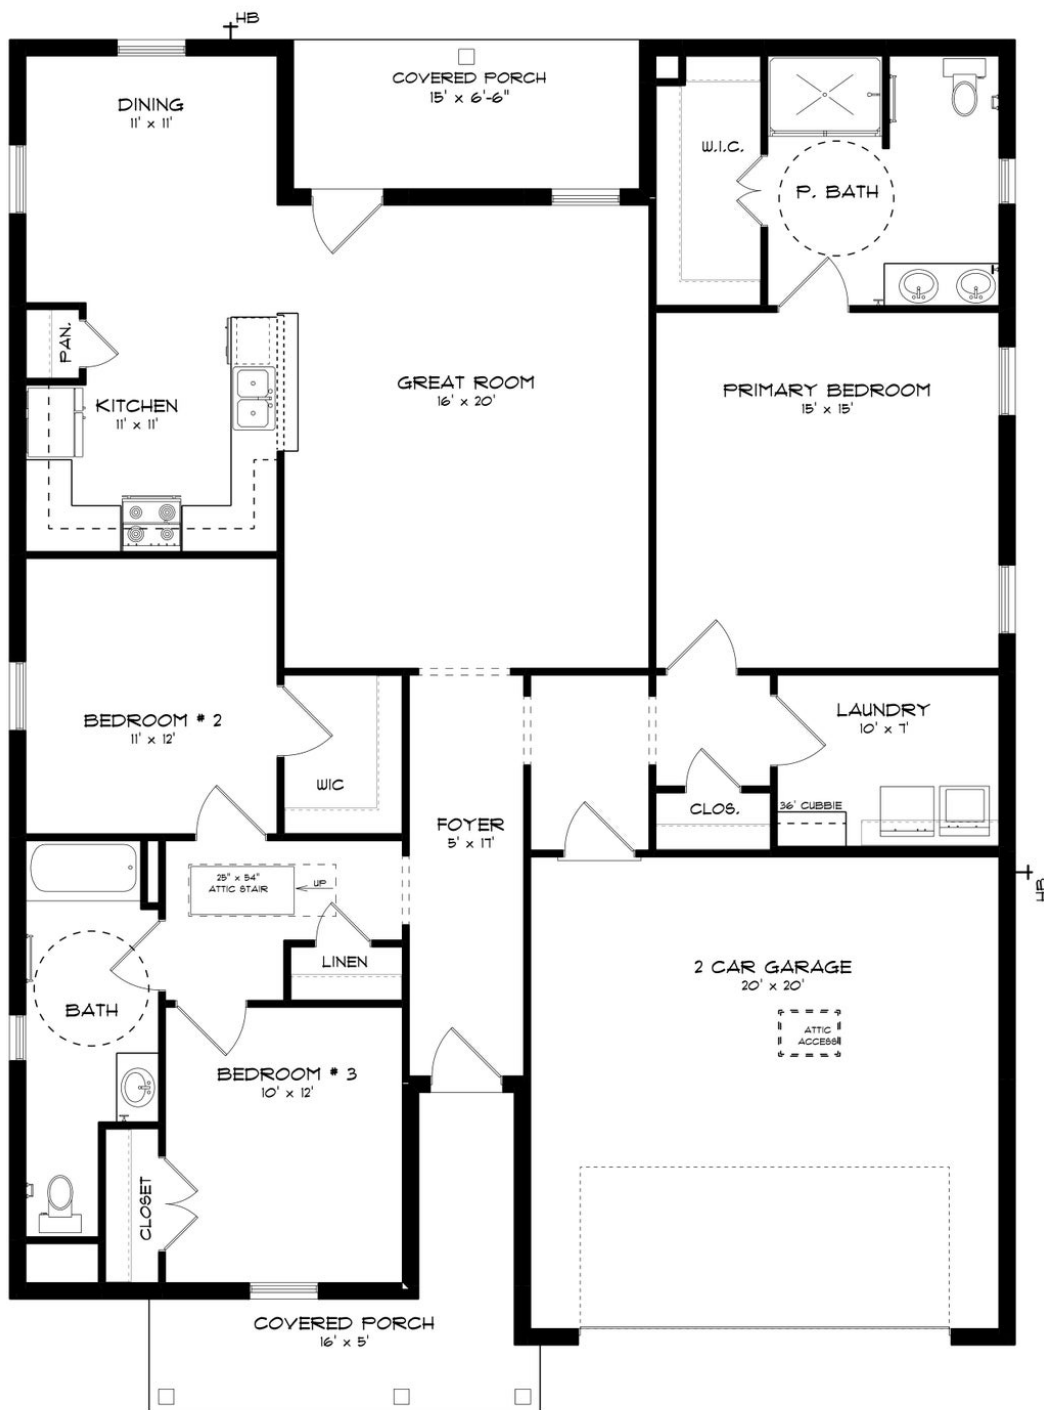 HB
DINING
11' x 11'
COVERED PORCH
15' x 6'-6"
W.I.C.
P. BATH
PAN.
KITCHEN
11' x 11'
GREAT ROOM
16' x 20'
PRIMARY BEDROOM
15' x 15'
BEDROOM # 2
11' x 12'
WIC
LAUNDRY
10' x 7'
36' CUBBIE
CLOS.
FOYER
5' x 17'
25" x 54"
ATTIC STAIR
UP
HB
LINEN
BATH
2 CAR GARAGE
20' x 20'
ATTIC
ACCESS
BEDROOM # 3
10' x 12'
CLOSET
COVERED PORCH
16' x 5'